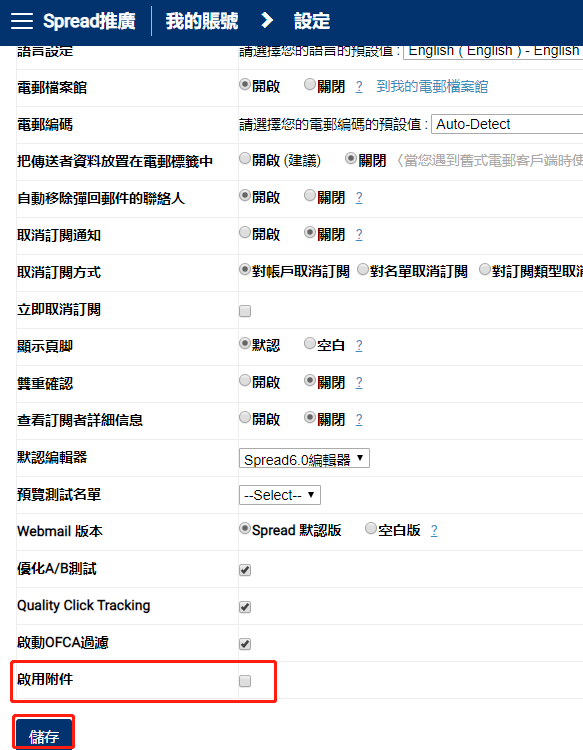 Spread推廣 我的賬號 設定
語言設定 請選擇您的語言的預設值 : English ( English ) - English
電郵檔案館 開啟 關閉 ? 到我的電郵檔案館
電郵編碼 請選擇您的電郵編碼的預設值 : Auto-Detect
把傳送者資料放置在電郵標籤中 開啟 (建議) 關閉 〈當您遇到舊式電郵客戶端時使
自動移除彈回郵件的聯絡人 開啟 關閉 ?
取消訂閱通知 開啟 關閉 ?
取消訂閱方式 對帳戶取消訂閱 對名單取消訂閱 對訂閱類型取消
立即取消訂閱
顯示頁腳 默認 空白 ?
雙重確認 開啟 關閉 ?
查看訂閱者詳細信息 開啟 關閉 ?
默認編輯器 Spread6.0編輯器
預覽測試名單 --Select--
Webmail 版本 Spread 默認版 空白版 ?
優化A/B測試
Quality Click Tracking
啟動OFCA過濾
啟用附件
儲存